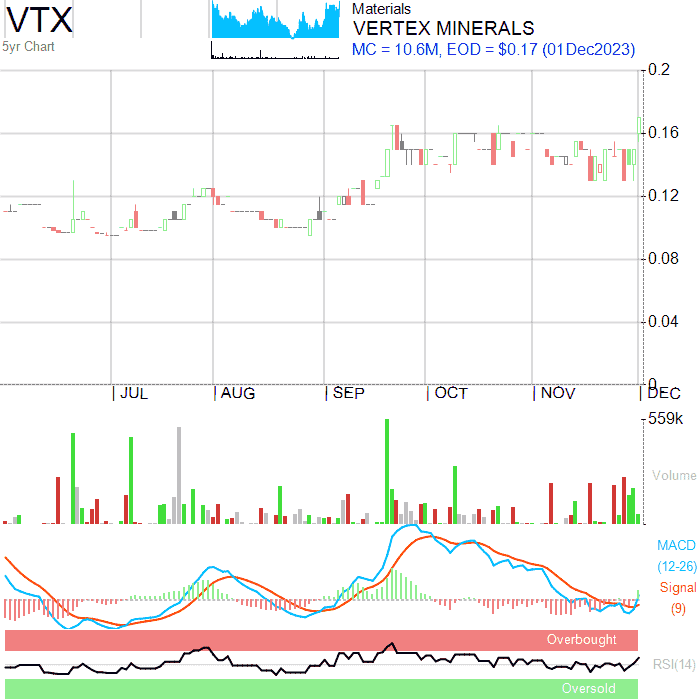 VTX
5yr Chart
Materials
VERTEX MINERALS
MC = 10.6M, EOD = $0.17 (01Dec2023)
0.2
0.16
0.12
0.08
0.04
0
JUL AUG SEP OCT NOV DEC
559k
Volume
MACD
(12-26)
Signal
(9)
Overbought
RSI(14)
Oversold